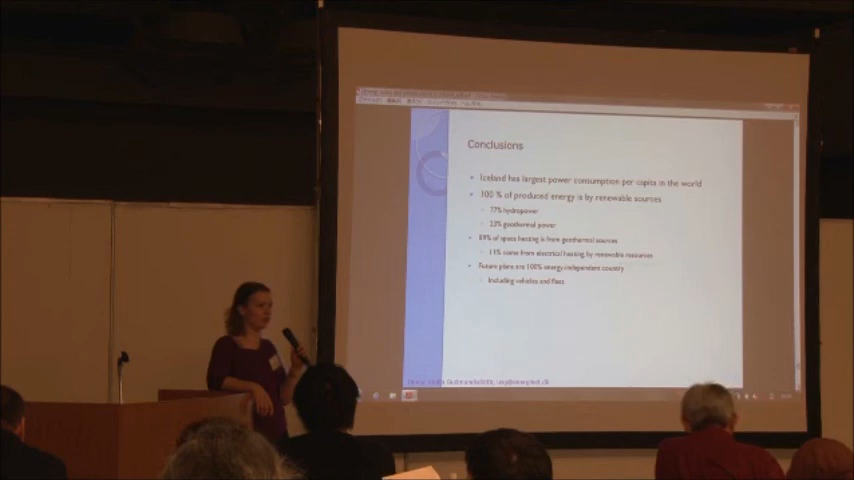 Conclusions
Iceland has largest power consumption per capita in the world
100 % of produced energy is by renewable sources
77% hydropower
23% geothermal power
89% of space heating is from geothermal sources
11% come from electrical heating by renewable resources
Future plans are 100% energy-independent country
Including vehicles and fleet